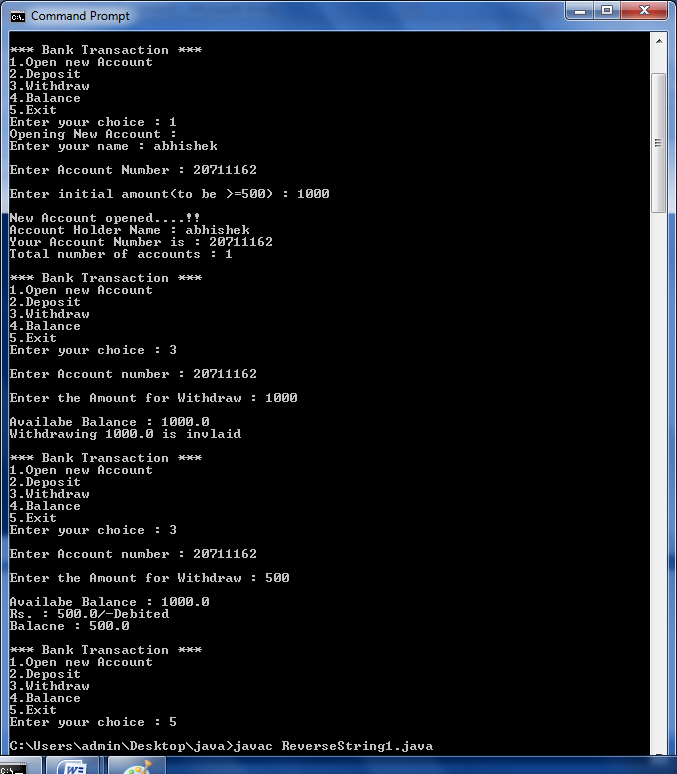 Command Prompt
*** Bank Transaction ***
1.Open new Account
2.Deposit
3.Withdraw
4.Balance
5.Exit
Enter your choice : 1
Opening New Account :
Enter your name : abhishek
Enter Account Number : 20711162
Enter initial amount(to be >=500) : 1000
New Account opened....!!
Account Holder Name : abhishek
Your Account Number is : 20711162
Total number of accounts : 1
*** Bank Transaction ***
1.Open new Account
2.Deposit
3.Withdraw
4.Balance
5.Exit
Enter your choice : 3
Enter Account number : 20711162
Enter the Amount for Withdraw : 1000
Availabe Balance : 1000.0
Withdrawing 1000.0 is invlaid
*** Bank Transaction ***
1.Open new Account
2.Deposit
3.Withdraw
4.Balance
5.Exit
Enter your choice : 3
Enter Account number : 20711162
Enter the Amount for Withdraw : 500
Availabe Balance : 1000.0
Rs. : 500.0/-Debited
Balacne : 500.0
*** Bank Transaction ***
1.Open new Account
2.Deposit
3.Withdraw
4.Balance
5.Exit
Enter your choice : 5
C:\Users\admin\Desktop\java>javac ReverseString1.java